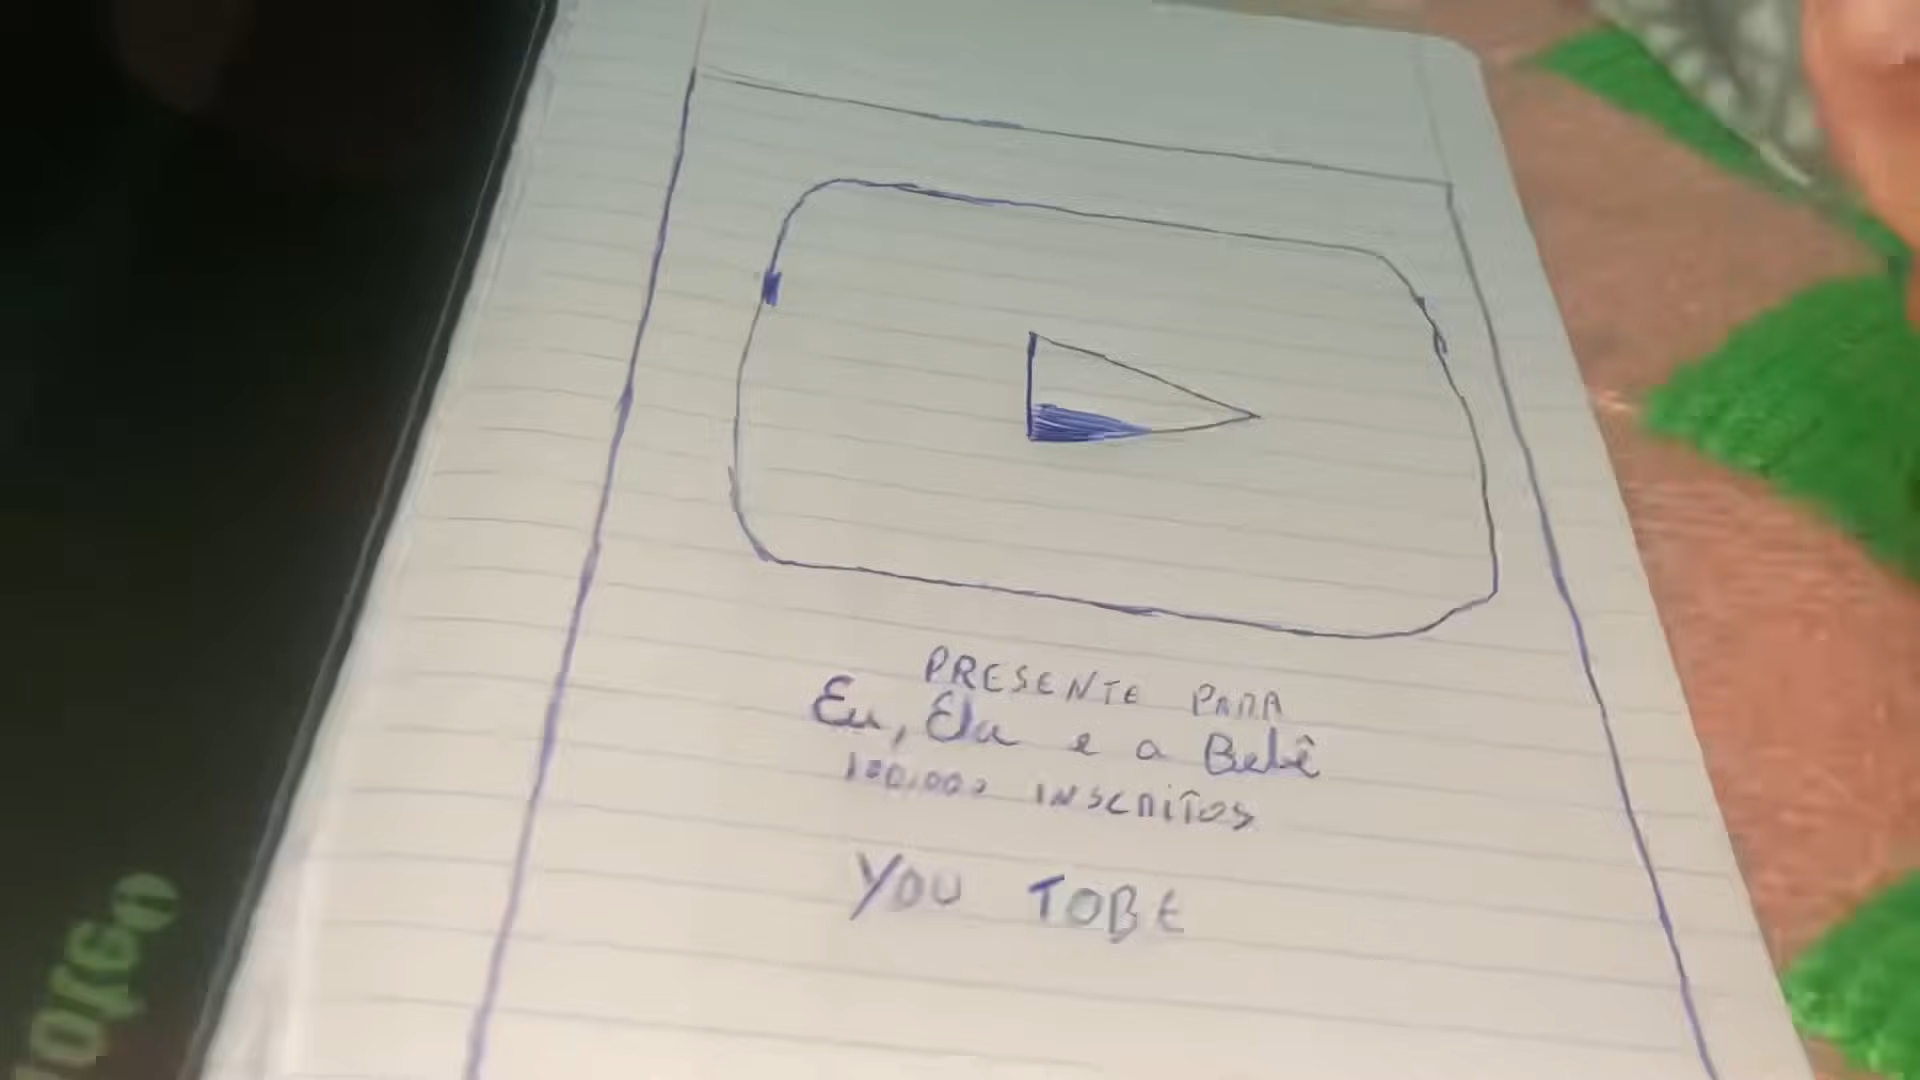 PRESENTE PARA
Eu, Ela e a Bebê
100,000 INSCRITOS
YOU TOBE